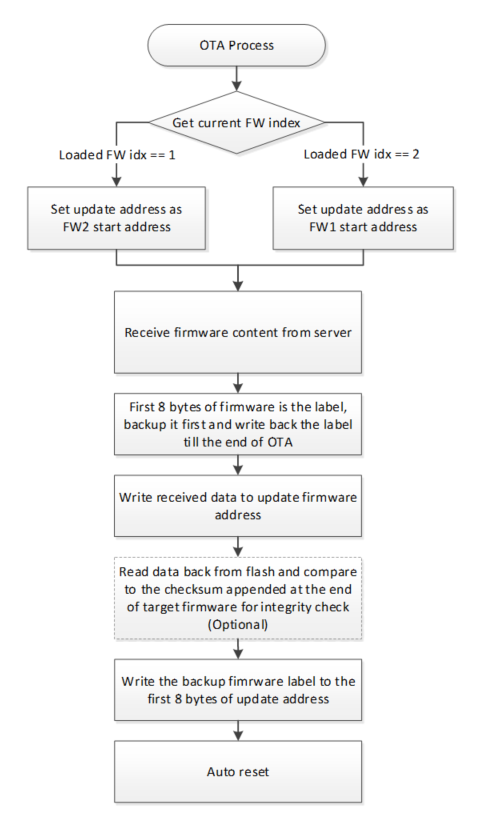 OTA Process
Get current FW index
Loaded FW idx == 1
Loaded FW idx == 2
Set update address as
FW2 start address
Set update address as
FW1 start address
Receive firmware content from server
First 8 bytes of firmware is the label,
backup it first and write back the label
till the end of OTA
Write received data to update firmware
address
Read data back from flash and compare
to the checksum appended at the end
of target firmware for integrity check
(Optional)
Write the backup fimrware label to the
first 8 bytes of update address
Auto reset